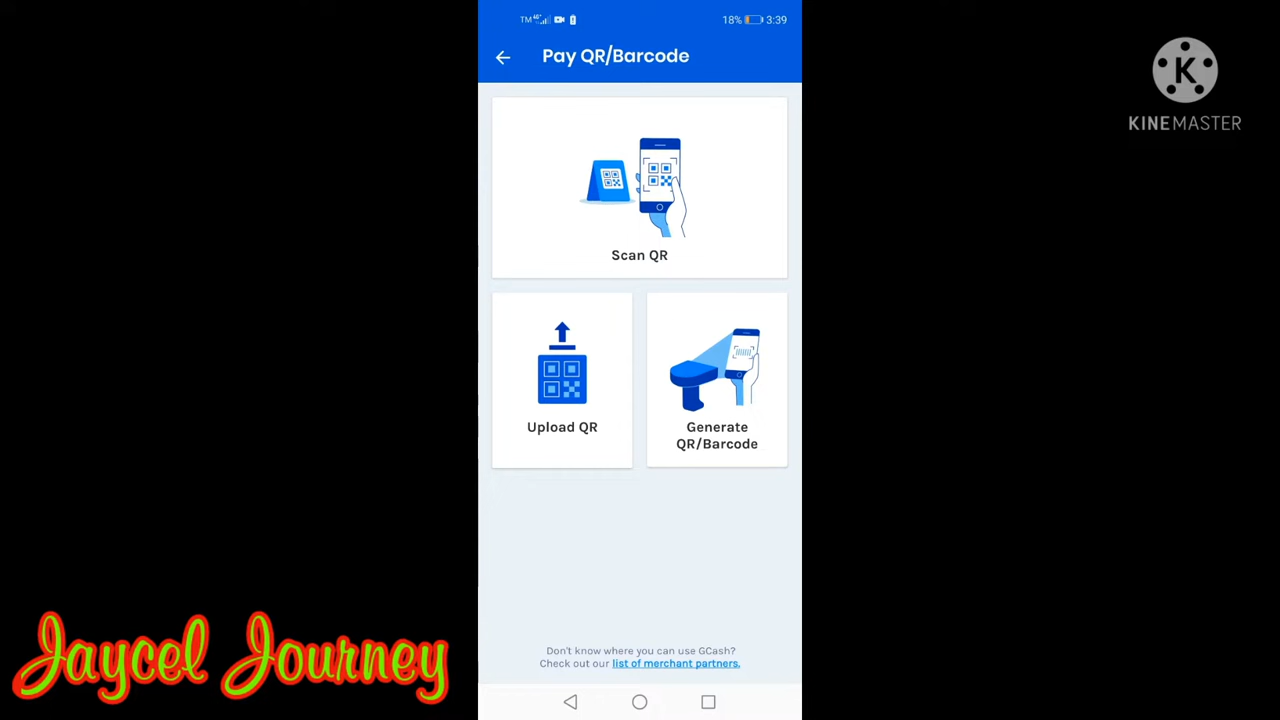 TM 4G 18% 3:39
Pay QR/Barcode
KINEMASTER
Scan QR
Upload QR
Generate
QR/Barcode
Jaycel Journey
Don't know where you can use GCash?
Check out our list of merchant partners.